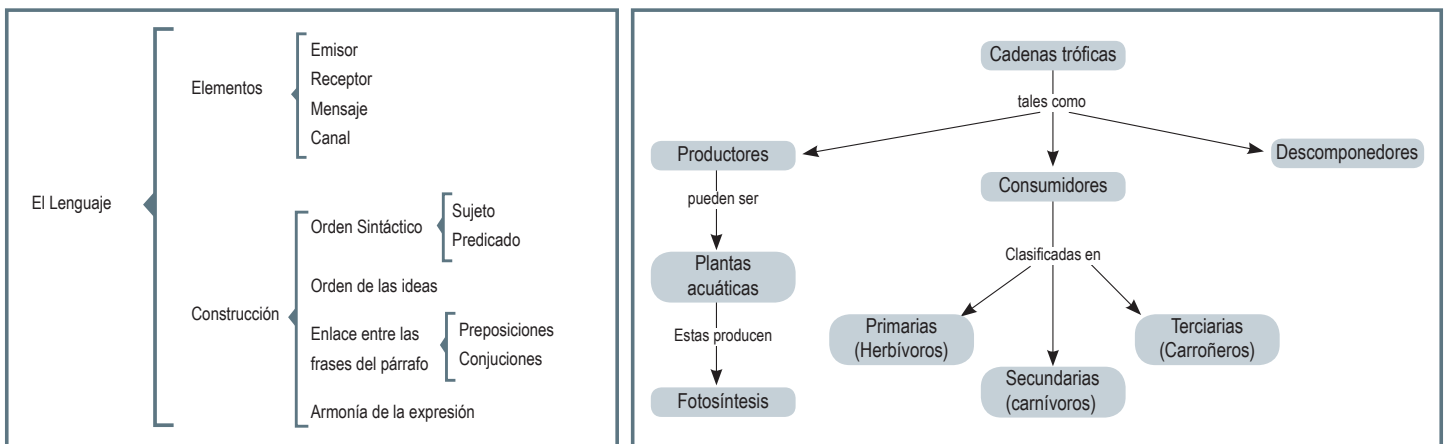 El Lenguaje
Elementos
Emisor
Receptor
Mensaje
Canal
Construcción
Orden Sintáctico
Sujeto
Predicado
Orden de las ideas
Enlace entre las
frases del párrafo
Preposiciones
Conjuciones
Armonía de la expresión
Cadenas tróficas
tales como
Productores
pueden ser
Plantas
acuáticas
Estas producen
Fotosíntesis
Consumidores
Clasificadas en
Primarias
(Herbívoros)
Secundarias
(carnívoros)
Terciarias
(Carroñeros)
Descomponedores